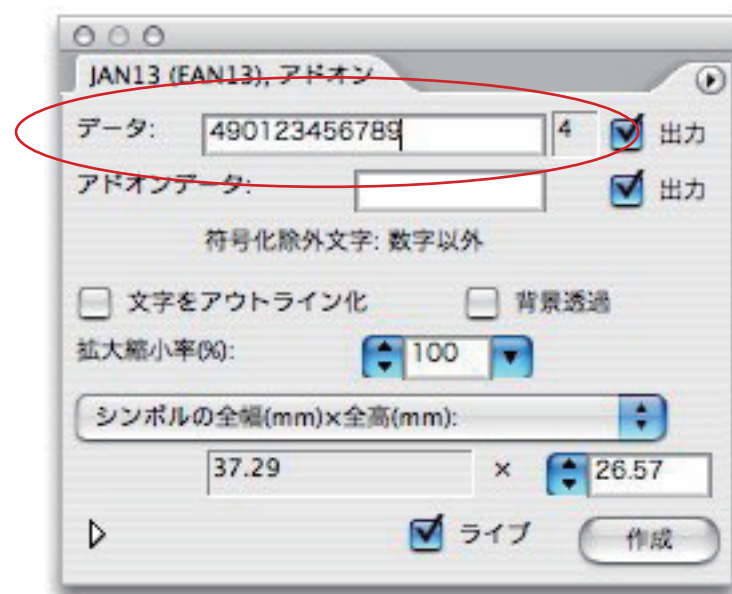 JAN13 (EAN13), アドオン
データ: 490123456789 4 出力
アドオンデータ: 出力
符号化除外文字: 数字以外
文字をアウトライン化 背景透過
拡大縮小率(%): 100
シンボルの全幅(mm)×全高(mm):
37.29 × 26.57
ライブ 作成